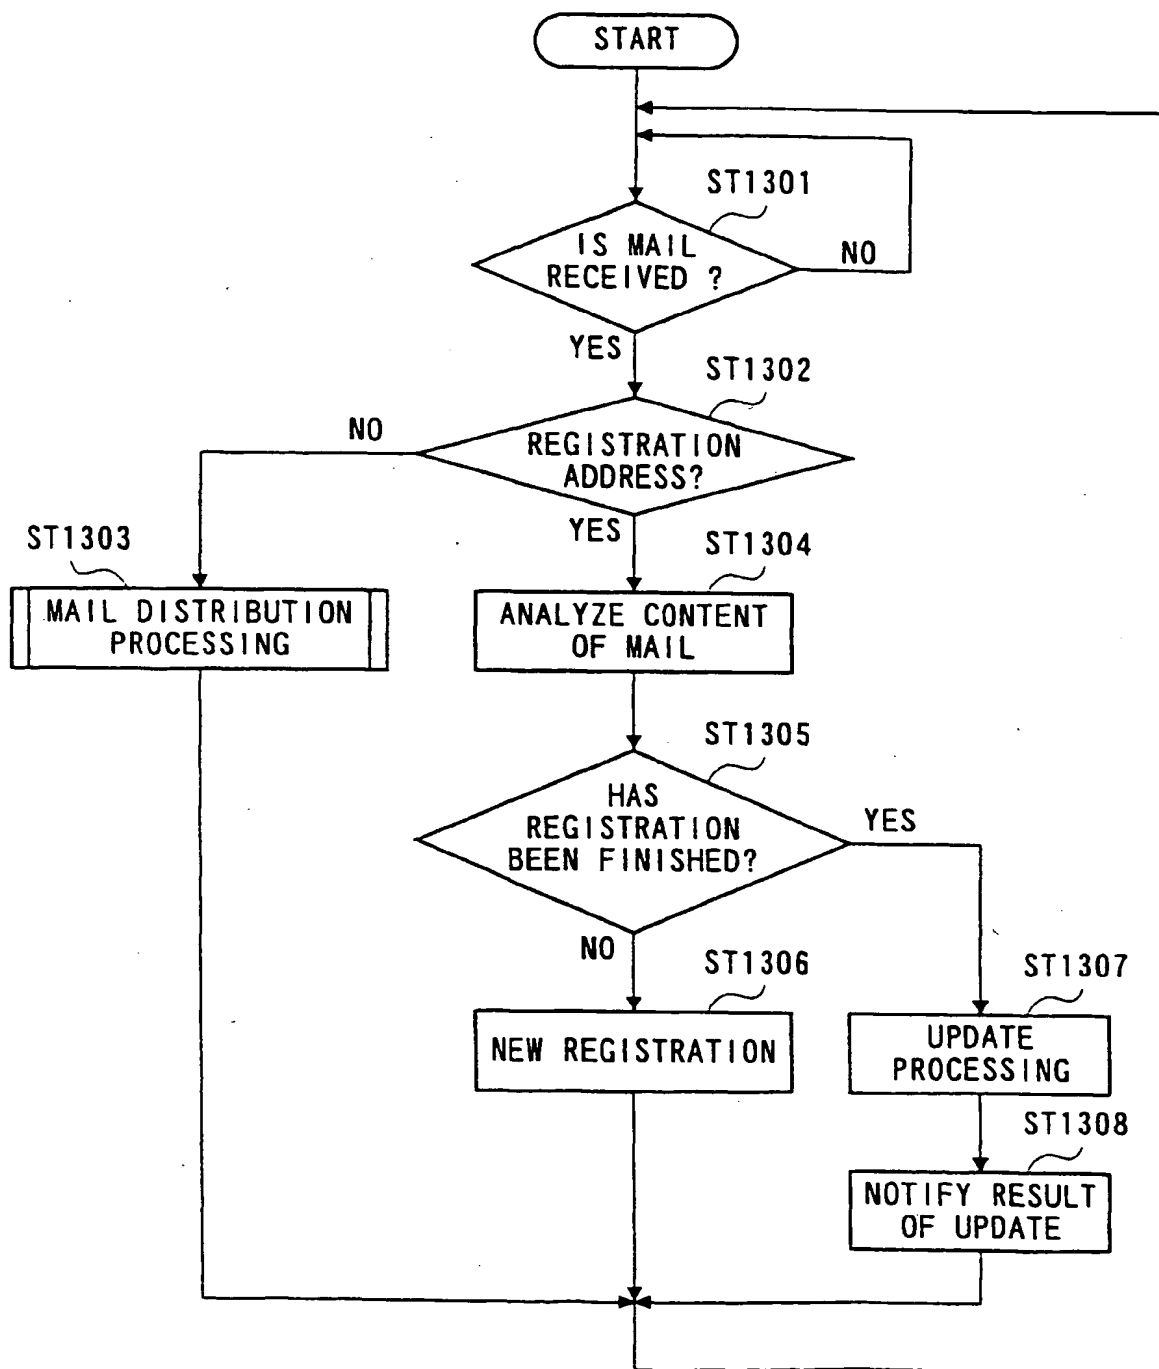 START
ST1301
IS MAIL
RECEIVED ?
NO
YES
ST1302
NO
REGISTRATION
ADDRESS?
YES
ST1303
ST1304
MAIL DISTRIBUTION
PROCESSING
ANALYZE CONTENT
OF MAIL
ST1305
HAS
REGISTRATION
BEEN FINISHED?
YES
NO
ST1306
ST1307
NEW REGISTRATION
UPDATE
PROCESSING
ST1308
NOTIFY RESULT
OF UPDATE